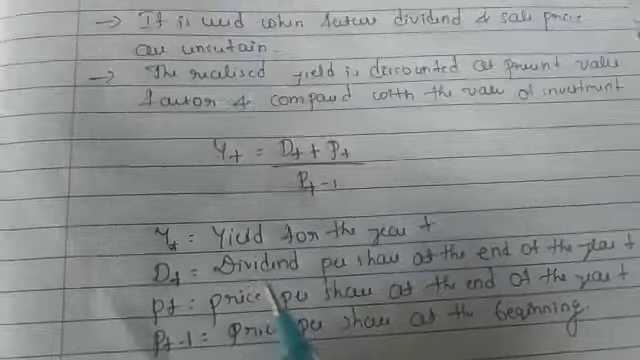 → It is used when future dividend & sale price
are uncertain.
→ The realised yield is discounted at present value
factor & compared with the value of investment
Yt = Dt + Pt
Pt-1
Yt = Yield for the year t
Dt = Dividend per share at the end of the year t
Pt : price per share at the end of the year t
Pt-1 = price per share at the beginning.